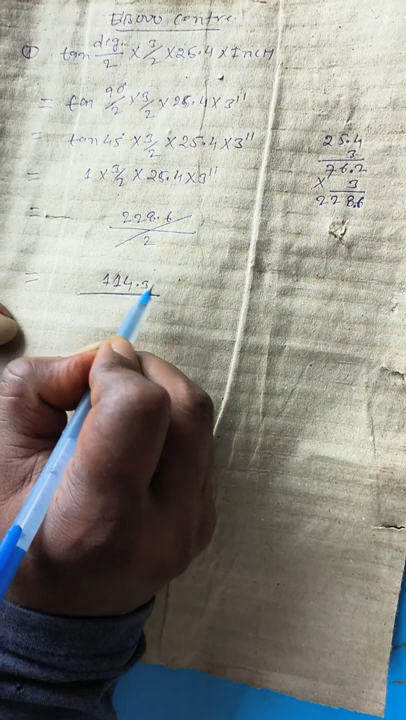 Elbow Centre
① tan deg./2 × 3/2 × 25.4 × Inch
= tan 90/2 × 3/2 × 25.4 × 3"
= tan 45° × 3/2 × 25.4 × 3"
= 1 × 3/2 × 25.4 × 3"
= 228.6/2
= 114.3
25.4
3
76.2
× 3
228.6